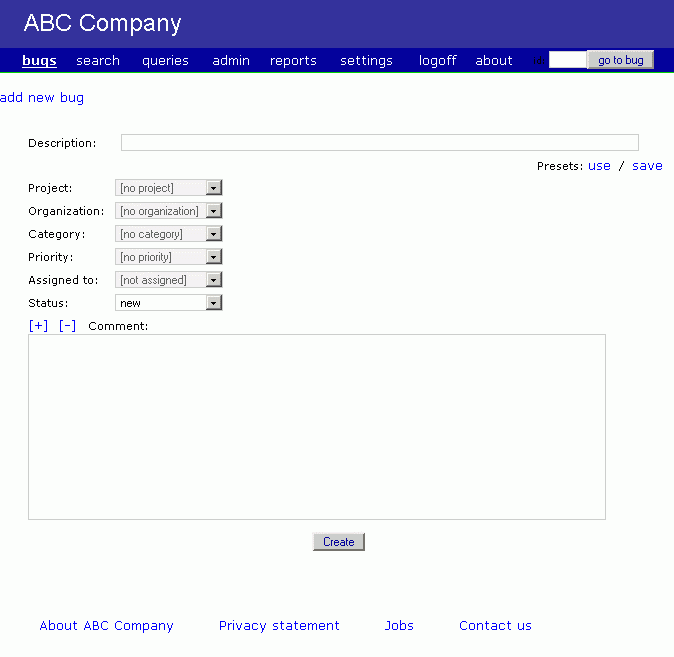 ABC Company
bugs search queries admin reports settings logoff about id go to bug
add new bug
Description:
Presets: use / save
Project: [no project]
Organization: [no organization]
Category: [no category]
Priority: [no priority]
Assigned to: [not assigned]
Status: new
[+] [-] Comment:
Create
About ABC Company Privacy statement Jobs Contact us